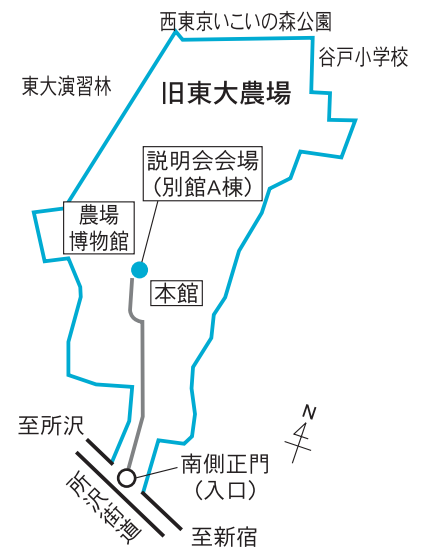 西東京いこいの森公園
谷戸小学校
東大演習林
旧東大農場
説明会会場
(別館A棟)
農場
博物館
本館
至所沢
N
南側正門
(入口)
所沢街道
至新宿